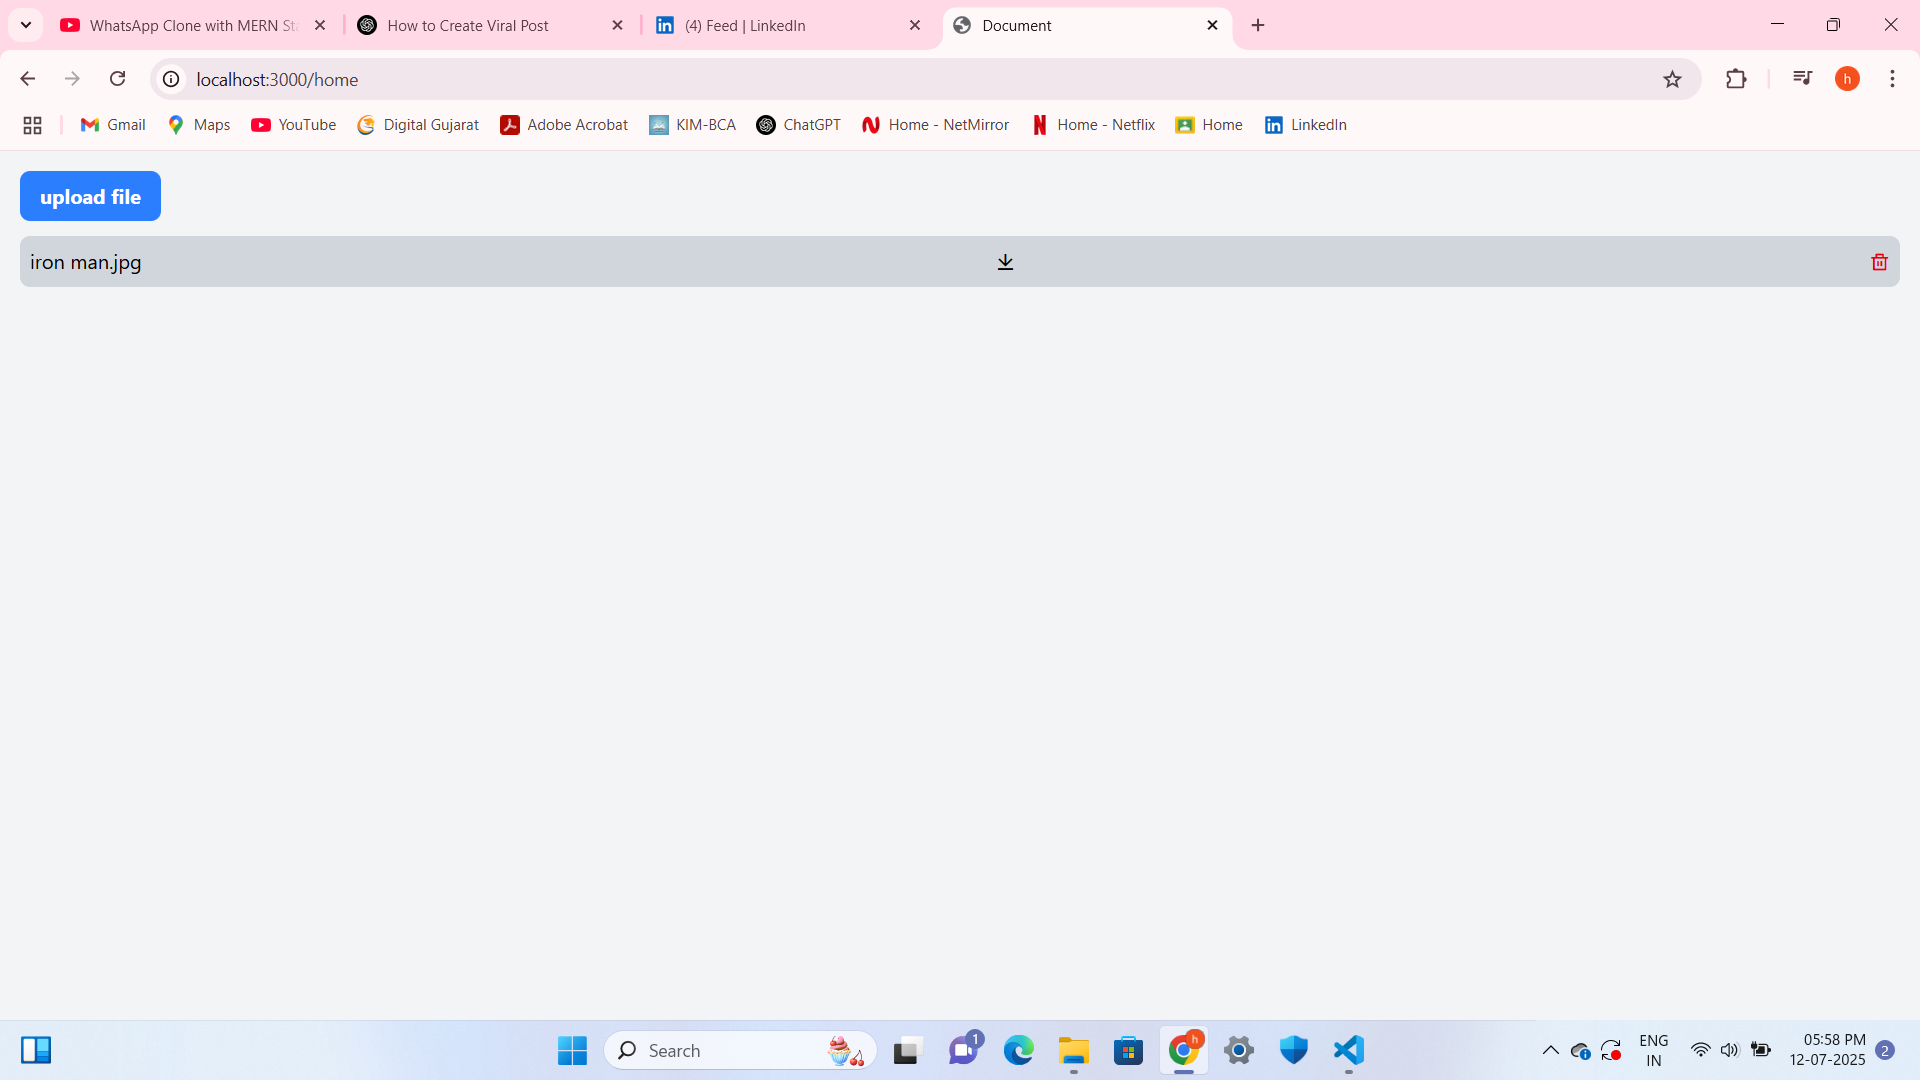 WhatsApp Clone with MERN Sta
How to Create Viral Post
(4) Feed | LinkedIn
Document
localhost:3000/home
h
Gmail
Maps
YouTube
Digital Gujarat
Adobe Acrobat
KIM-BCA
ChatGPT
Home - NetMirror
Home - Netflix
Home
LinkedIn
upload file
iron man.jpg
Search
1
h
ENG
IN
05:58 PM
12-07-2025
2